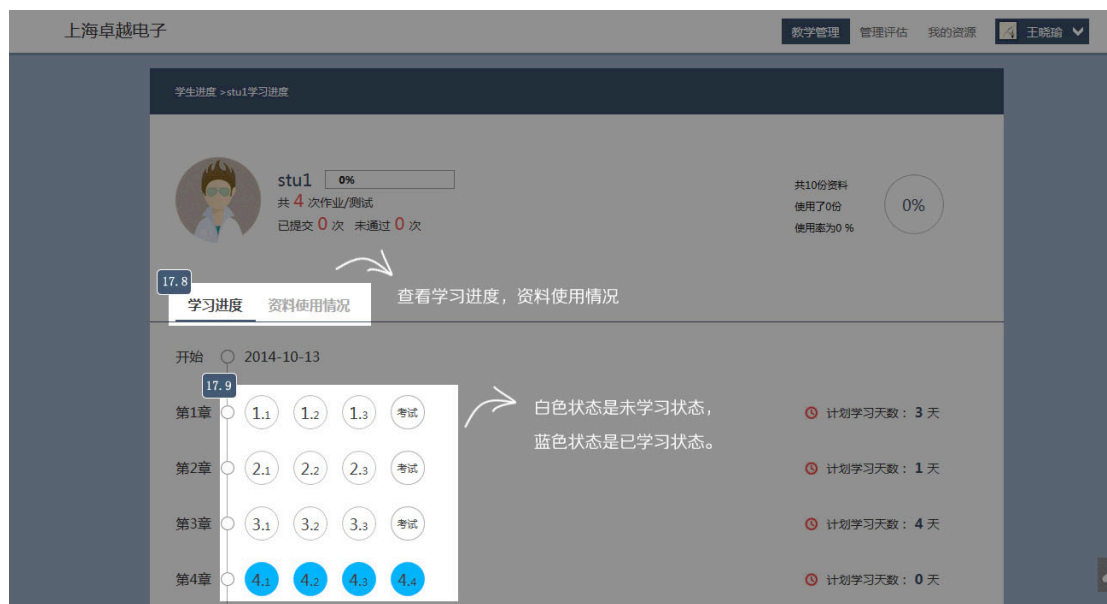 上海卓越电子
教学管理 管理评估 我的资源 王晓瑜
学生进度 >stu1学习进度
stu1 0%
共 4 次作业/测试
已提交 0 次 未通过 0 次
共10份资料
使用了0份
使用率为0 %
0%
17.8
学习进度 资料使用情况
查看学习进度，资料使用情况
开始 2014-10-13
17.9
第1章 1.1 1.2 1.3 考试
计划学习天数： 3 天
白色状态是未学习状态，
蓝色状态是已学习状态。
第2章 2.1 2.2 2.3 考试
计划学习天数： 1 天
第3章 3.1 3.2 3.3 考试
计划学习天数： 4 天
第4章 4.1 4.2 4.3 4.4
计划学习天数： 0 天